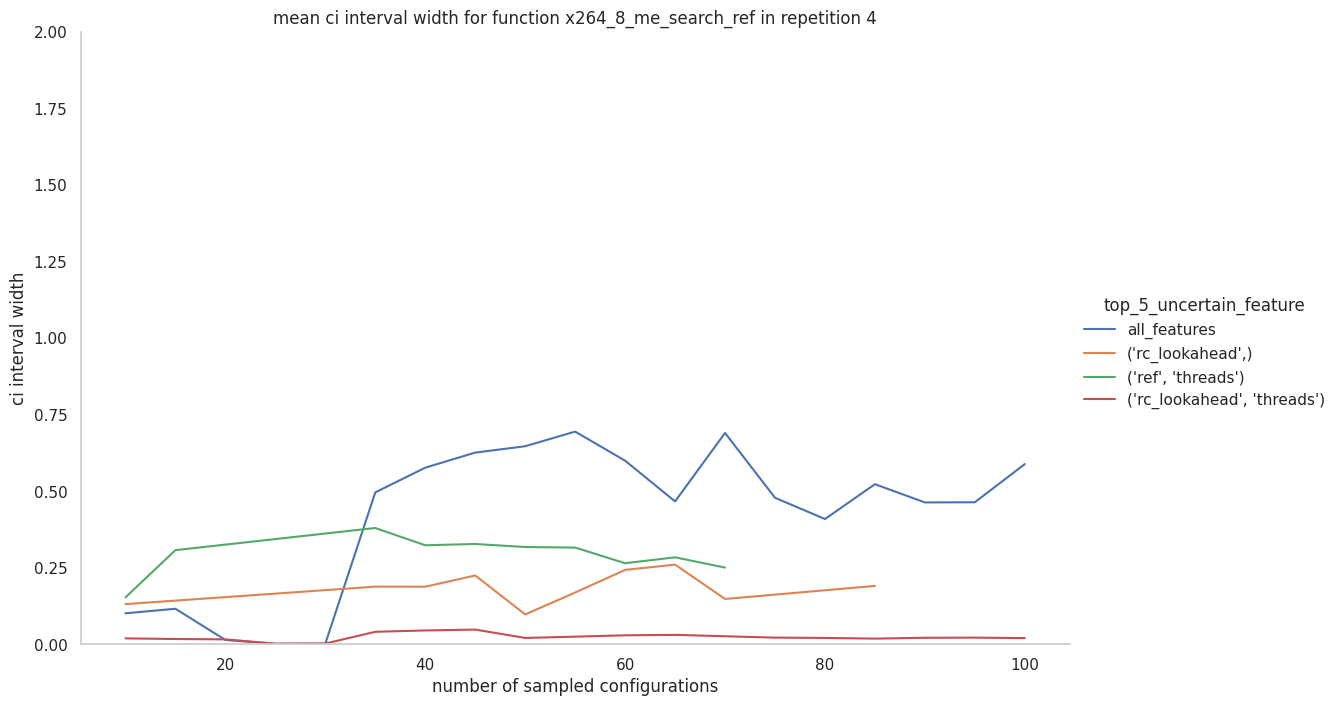 mean ci interval width for function x264_8_me_search_ref in repetition 4
2.00
1.75
1.50
1.25
1.00
0.75
0.50
0.25
0.00
ci interval width
20
40
60
80
100
number of sampled configurations
top_5_uncertain_feature
all_features
('rc_lookahead',)
('ref', 'threads')
('rc_lookahead', 'threads')